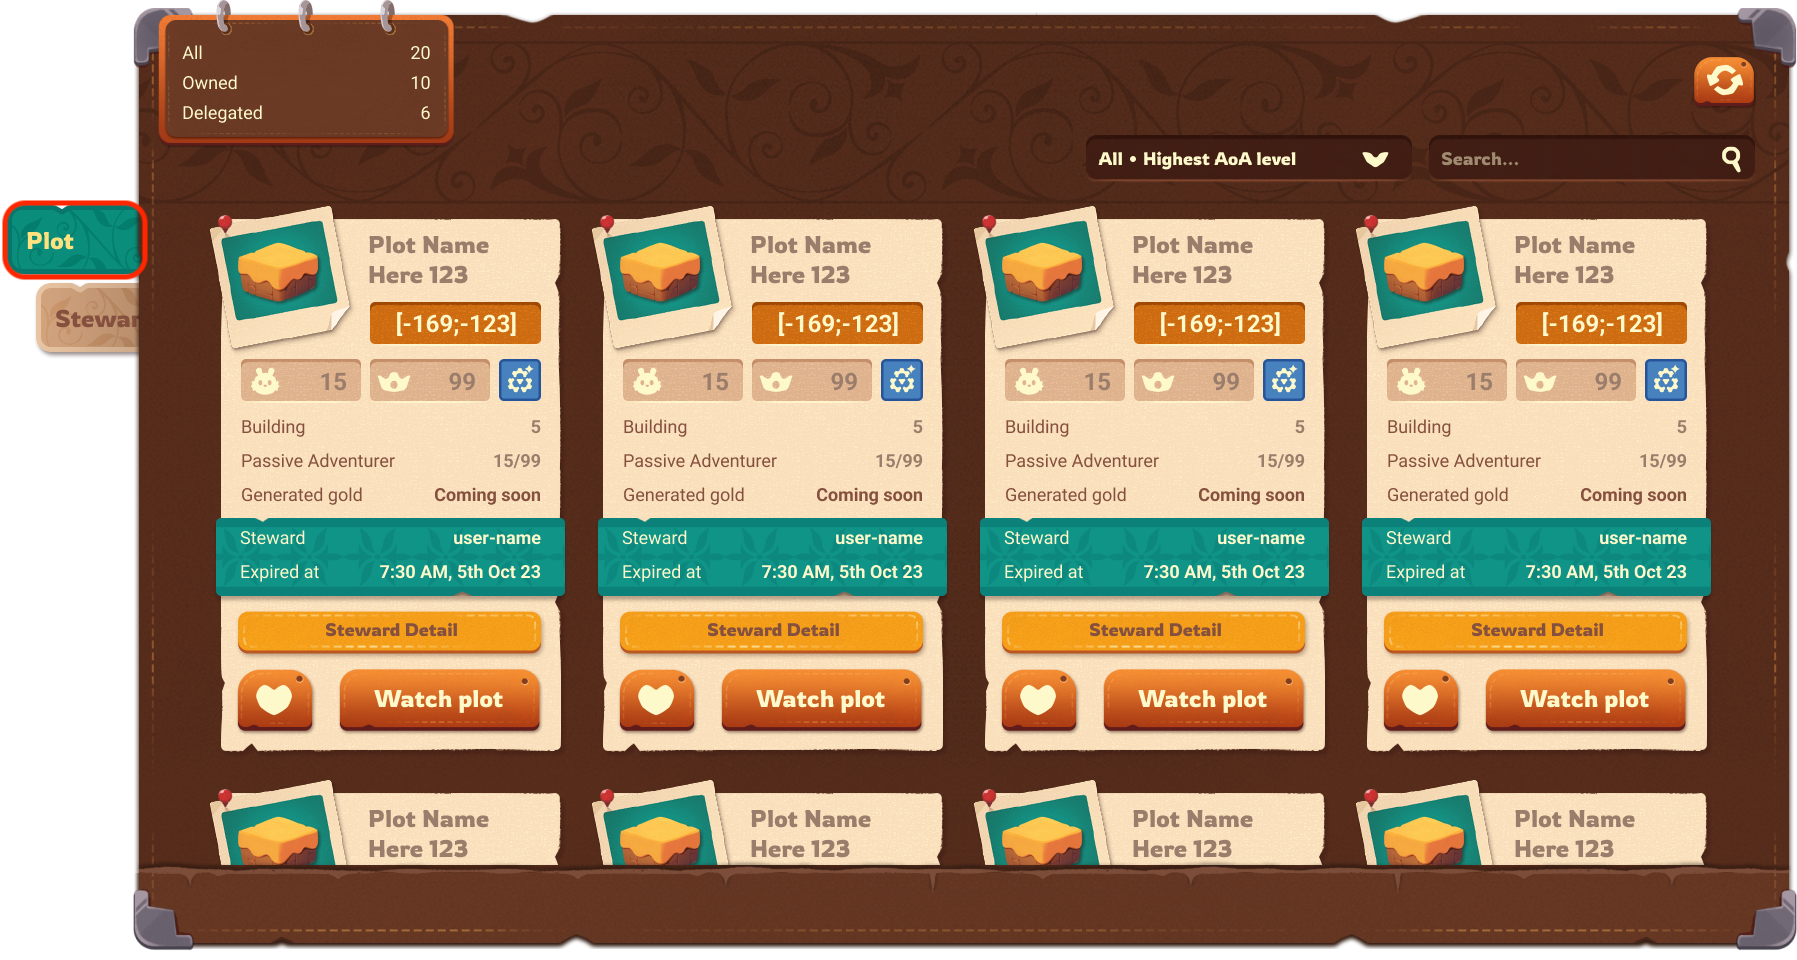 All 20
Owned 10
Delegated 6
All • Highest AoA level
Search...
Plot
Plot Name
Here 123
[-169;-123]
15 99
Building 5
Passive Adventurer 15/99
Generated gold Coming soon
Steward user-name
Expired at 7:30 AM, 5th Oct 23
Steward Detail
Watch plot
Plot Name
Here 123
[-169;-123]
15 99
Building 5
Passive Adventurer 15/99
Generated gold Coming soon
Steward user-name
Expired at 7:30 AM, 5th Oct 23
Steward Detail
Watch plot
Plot Name
Here 123
[-169;-123]
15 99
Building 5
Passive Adventurer 15/99
Generated gold Coming soon
Steward user-name
Expired at 7:30 AM, 5th Oct 23
Steward Detail
Watch plot
Plot Name
Here 123
[-169;-123]
15 99
Building 5
Passive Adventurer 15/99
Generated gold Coming soon
Steward user-name
Expired at 7:30 AM, 5th Oct 23
Steward Detail
Watch plot
Plot Name
Here 123
Plot Name
Here 123
Plot Name
Here 123
Plot Name
Here 123